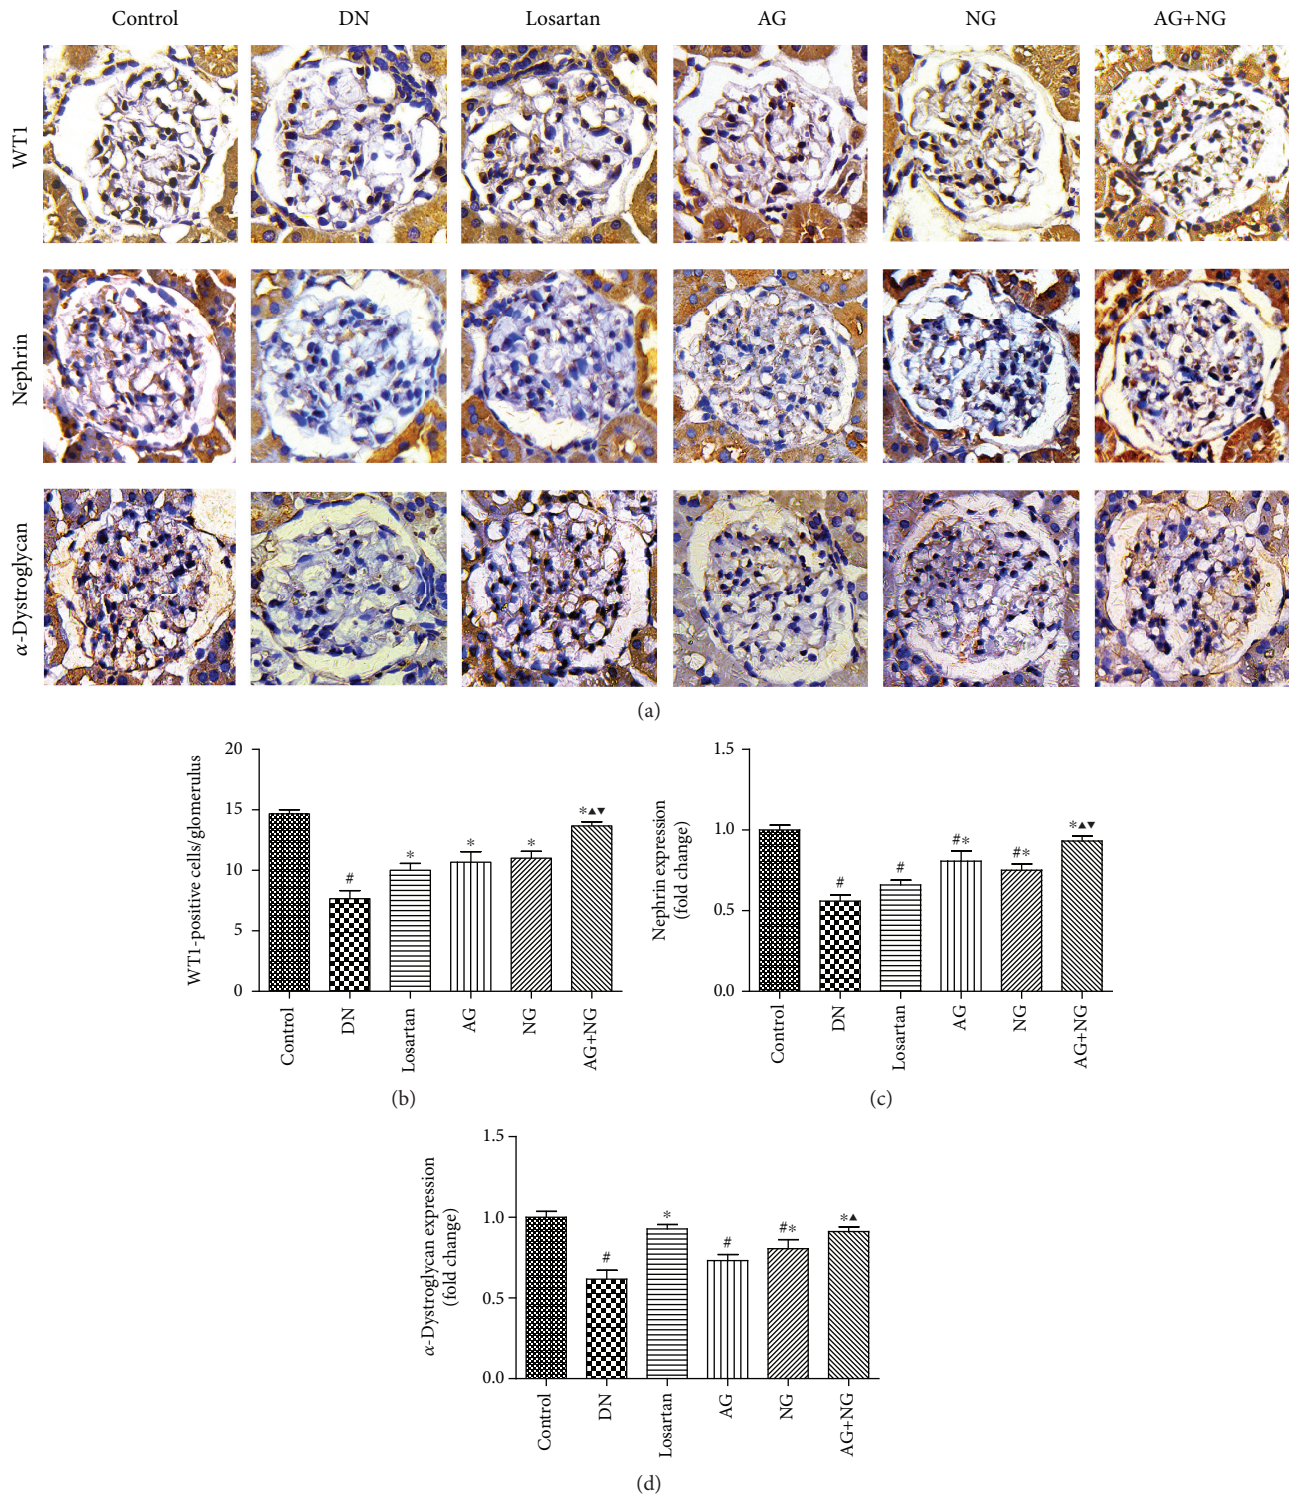 Control DN Losartan AG NG AG+NG
WT1
Nephrin
α-Dystroglycan
(a)
20
15
10
5
0
WT1-positive cells/glomerulus
#
*
*
*
*▲▼
Control
DN
Losartan
AG
NG
AG+NG
(b)
1.5
1.0
0.5
0.0
Nephrin expression
(fold change)
#
#
#*
#*
*▲▼
Control
DN
Losartan
AG
NG
AG+NG
(c)
1.5
1.0
0.5
0.0
α-Dystroglycan expression
(fold change)
#
*
#
#*
*▲
Control
DN
Losartan
AG
NG
AG+NG
(d)